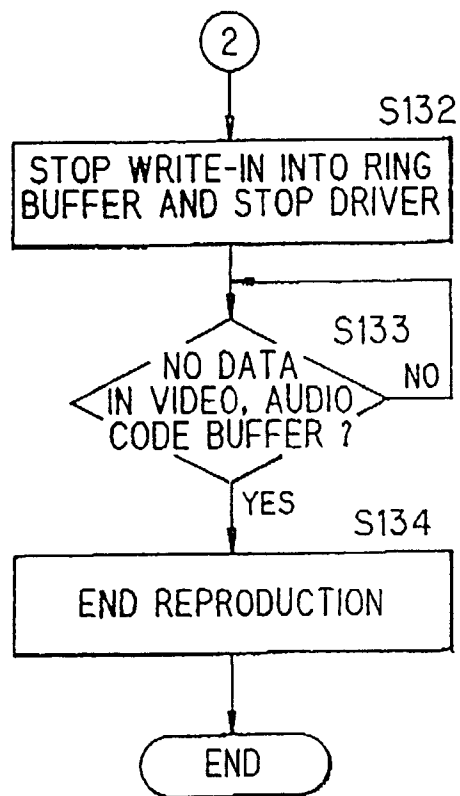 2
S132
STOP WRITE-IN INTO RING
BUFFER AND STOP DRIVER
S133
NO DATA
IN VIDEO, AUDIO
CODE BUFFER ?
NO
YES
S134
END REPRODUCTION
END